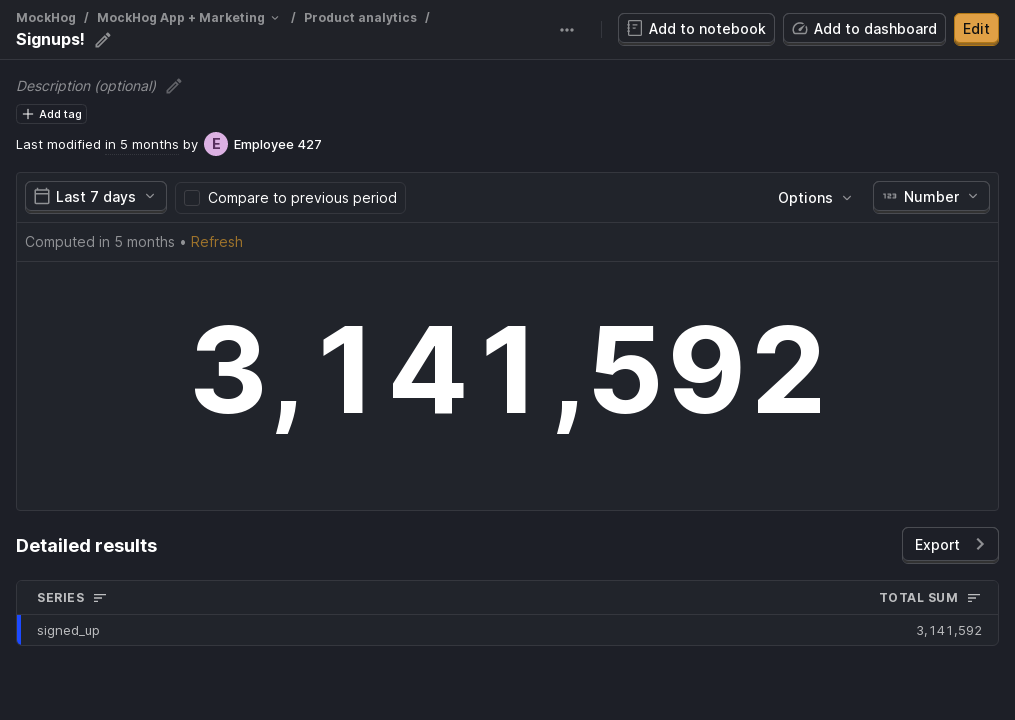 MockHog / MockHog App + Marketing / Product analytics /
Signups!
Add to notebook
Add to dashboard
Edit
Description (optional)
Add tag
Last modified in 5 months by E Employee 427
Last 7 days
Compare to previous period
Options
123 Number
Computed in 5 months • Refresh
3,141,592
Detailed results
Export
SERIES TOTAL SUM
signed_up 3,141,592